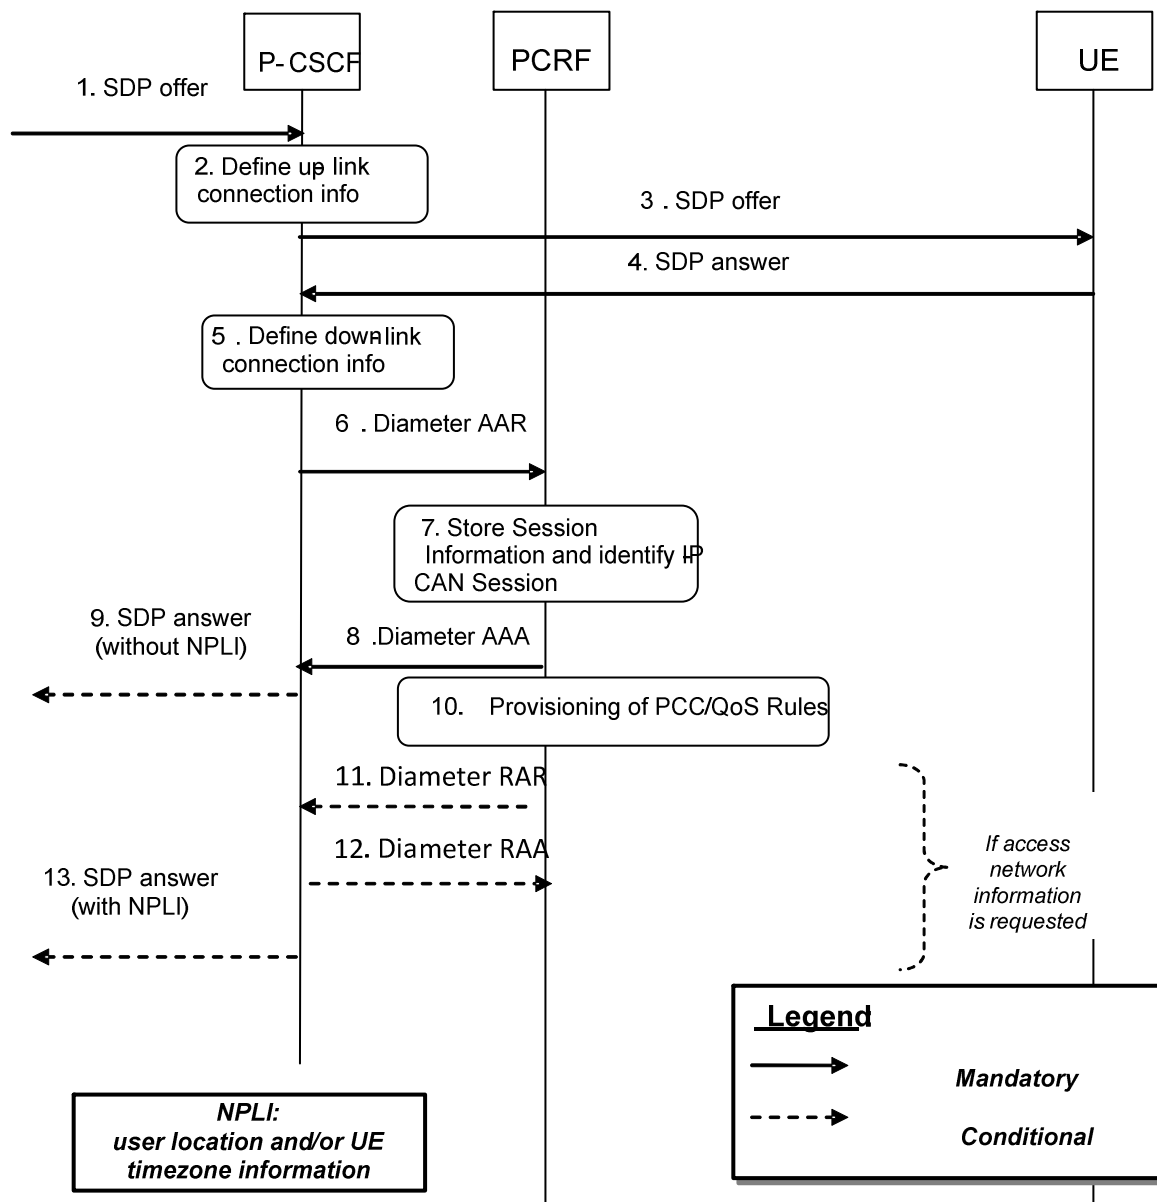 P-CSCF
PCRF
UE
1. SDP offer
2. Define up link
connection info
3 . SDP offer
4. SDP answer
5 . Define down-link
connection info
6 . Diameter AAR
7. Store Session
Information and identify IP-
CAN Session
9. SDP answer
(without NPLI)
8 .Diameter AAA
10. Provisioning of PCC/QoS Rules
11. Diameter RAR
12. Diameter RAA
13. SDP answer
(with NPLI)
If access
network
information
is requested
Legend:
Mandatory
Conditional
NPLI:
user location and/or UE
timezone information